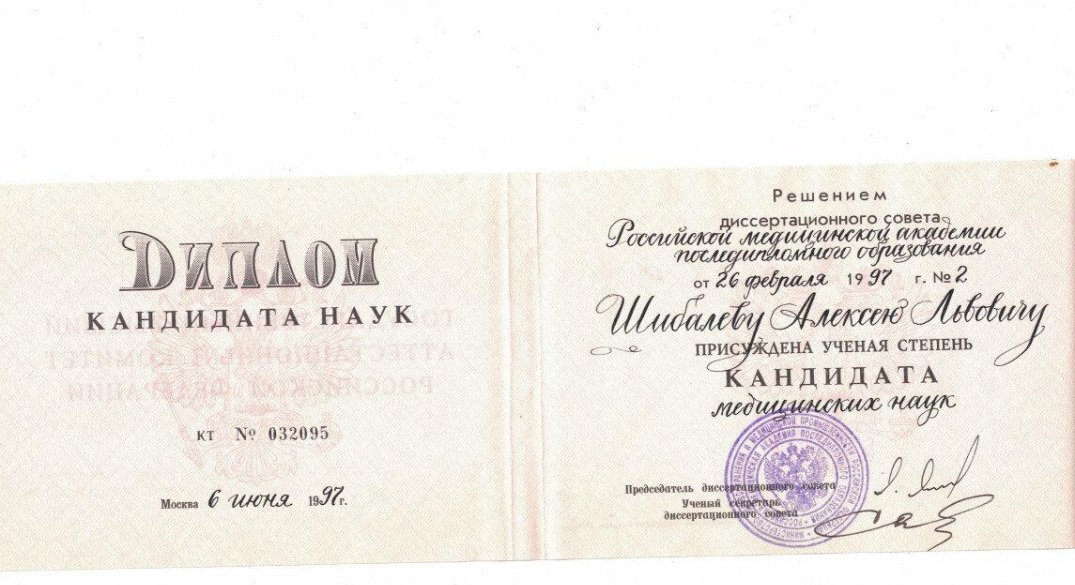 ДИПЛОМ
КАНДИДАТА НАУК
КТ № 032095
Москва 6 июня 1997г.
Решением
диссертационного совета
Российской медицинской академии
последипломного образования
от 26 февраля 1997 г. № 2
Шибалеву Алексею Львовичу
ПРИСУЖДЕНА УЧЕНАЯ СТЕПЕНЬ
КАНДИДАТА
медицинских наук
Председатель диссертационного совета
Ученый секретарь
диссертационного совета